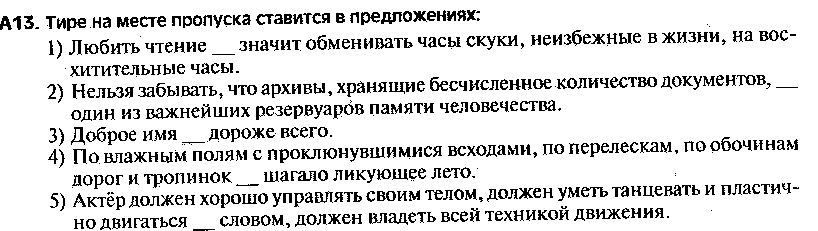 А13. Тире на месте пропуска ставится в предложениях:
1) Любить чтение __ значит обменивать часы скуки, неизбежные в жизни, на вос-
хитительные часы.
2) Нельзя забывать, что архивы, хранящие бесчисленное количество документов, __
один из важнейших резервуаров памяти человечества.
3) Доброе имя __ дороже всего.
4) По влажным полям с проклюнувшимися всходами, по перелескам, по обочинам
дорог и тропинок __ шагало ликующее лето.
5) Актёр должен хорошо управлять своим телом, должен уметь танцевать и пластич-
но двигаться __ словом, должен владеть всей техникой движения.